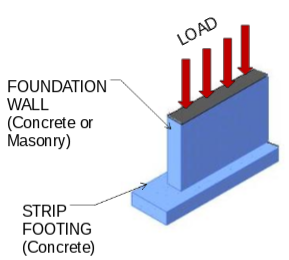 LOAD
FOUNDATION
WALL
(Concrete or
Masonry)
STRIP
FOOTING
(Concrete)